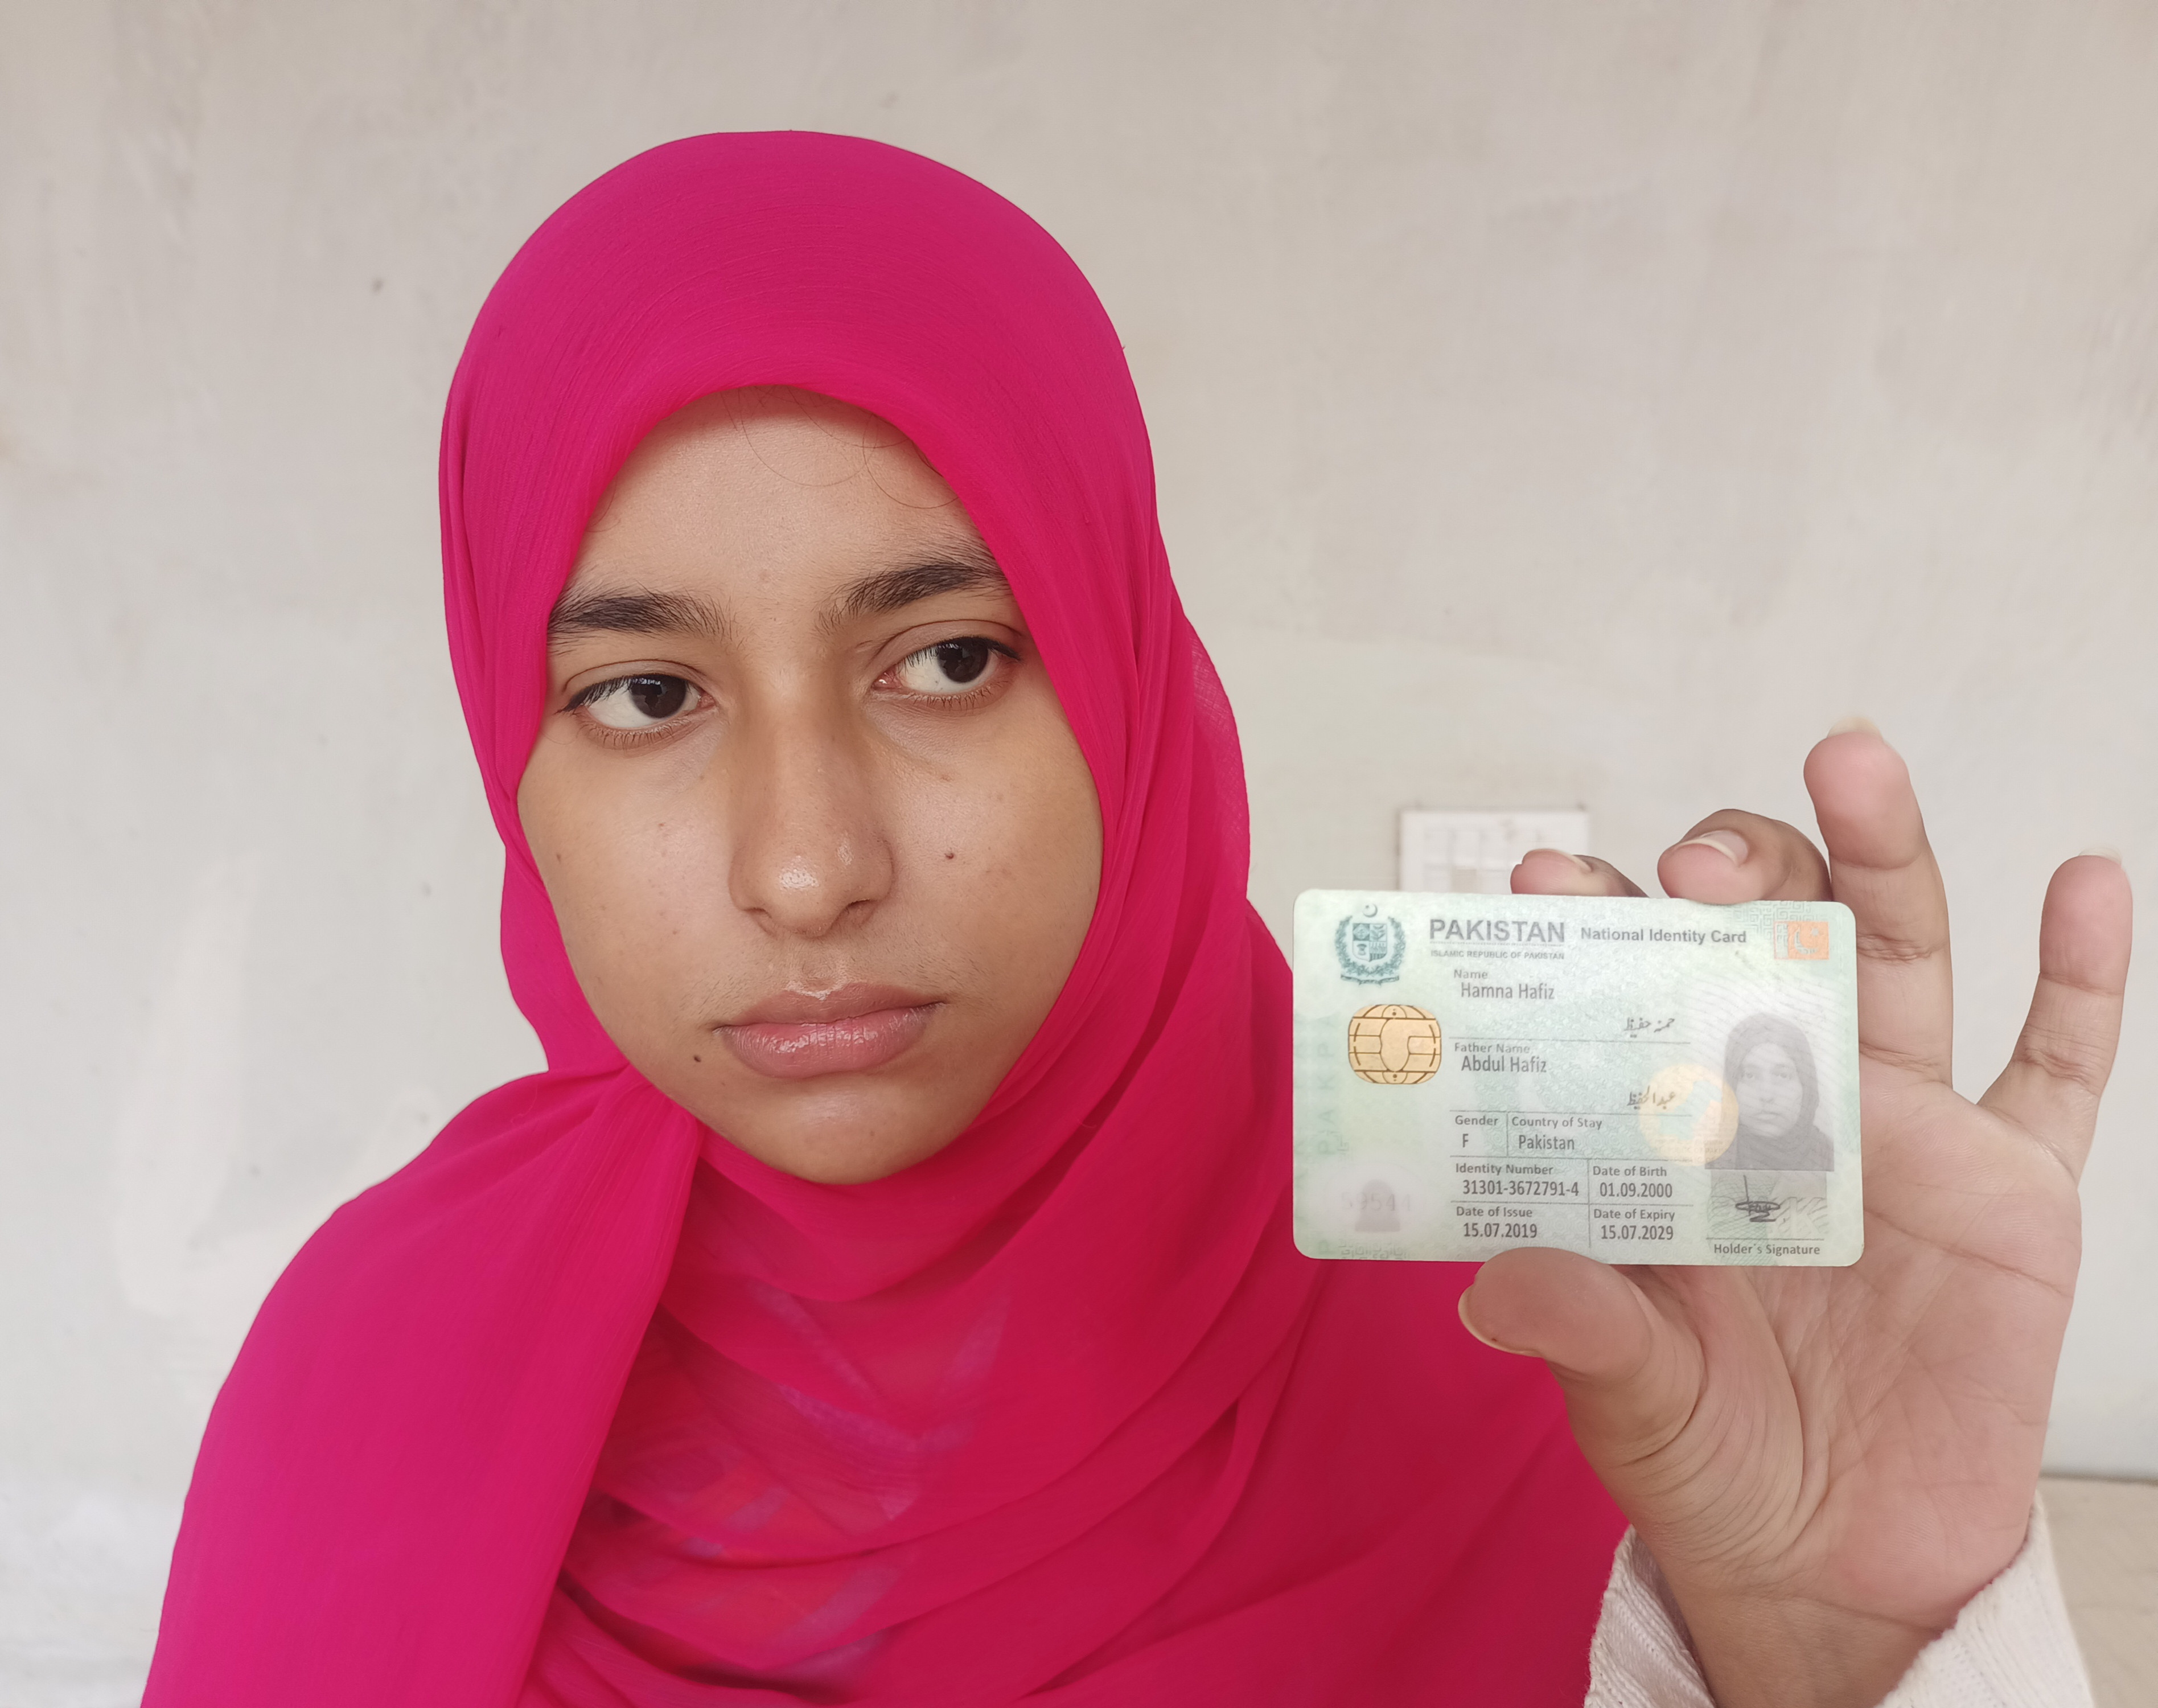 PAKISTAN National Identity Card
ISLAMIC REPUBLIC OF PAKISTAN
Name
Hamna Hafiz
حمنہ حفیظ
Father Name
Abdul Hafiz
عبدالحفیظ
Gender Country of Stay
F Pakistan
Identity Number Date of Birth
31301-3672791-4 01.09.2000
Date of Issue Date of Expiry
15.07.2019 15.07.2029
Holder's Signature